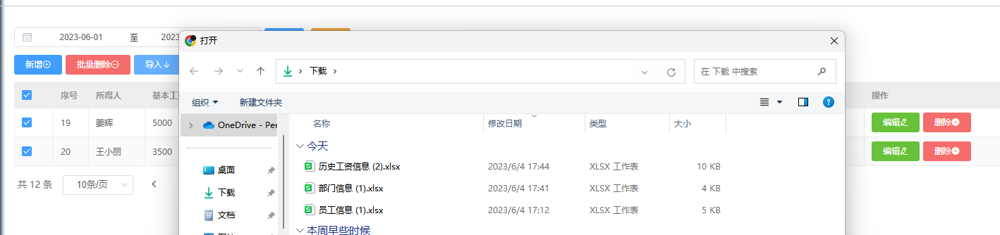 2023-06-01 至 2023
打开
新增 批量删除 导入
下载
在 下载 中搜索
组织 新建文件夹
序号 所得人 基本工 操作
OneDrive - Per
名称 修改日期 类型 大小
19 姜辉 5000 编辑 删除
今天
20 王小丽 3500 编辑 删除
桌面
历史工资信息 (2).xlsx 2023/6/4 17:44 XLSX 工作表 10 KB
共 12 条 10条/页
下载
部门信息 (1).xlsx 2023/6/4 17:41 XLSX 工作表 4 KB
文档
员工信息 (1).xlsx 2023/6/4 17:12 XLSX 工作表 5 KB
本周早些时候